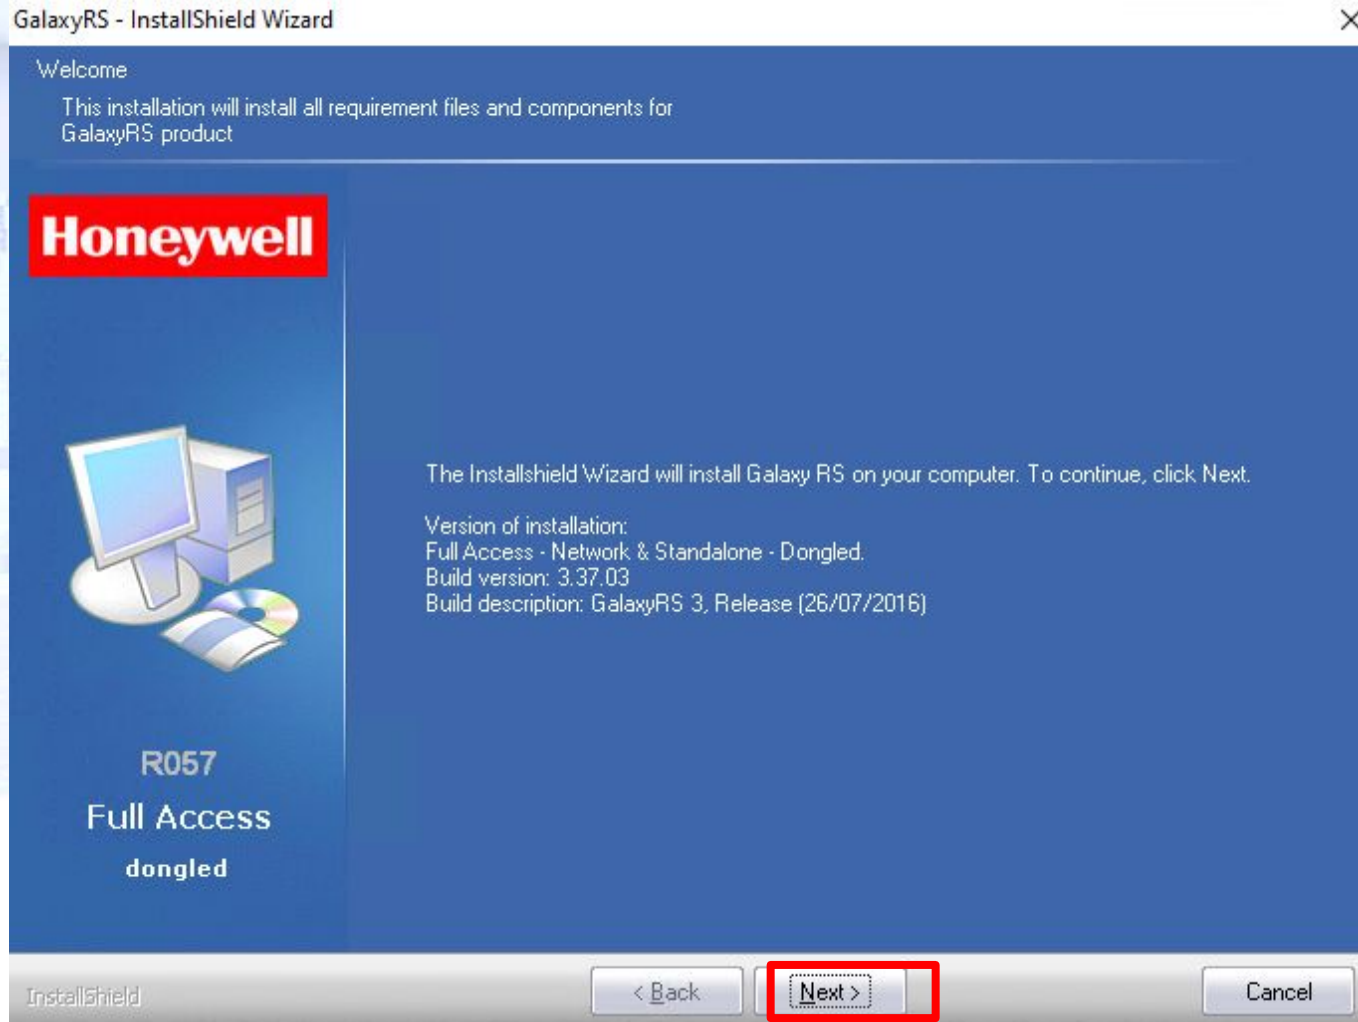 GalaxyRS - InstallShield Wizard
Welcome
This installation will install all requirement files and components for
GalaxyRS product
Honeywell
The Installshield Wizard will install Galaxy RS on your computer. To continue, click Next.
Version of installation:
Full Access - Network & Standalone - Dongled.
Build version: 3.37.03
Build description: GalaxyRS 3, Release (26/07/2016)
R057
Full Access
dongled
InstallShield
< Back
Next >
Cancel